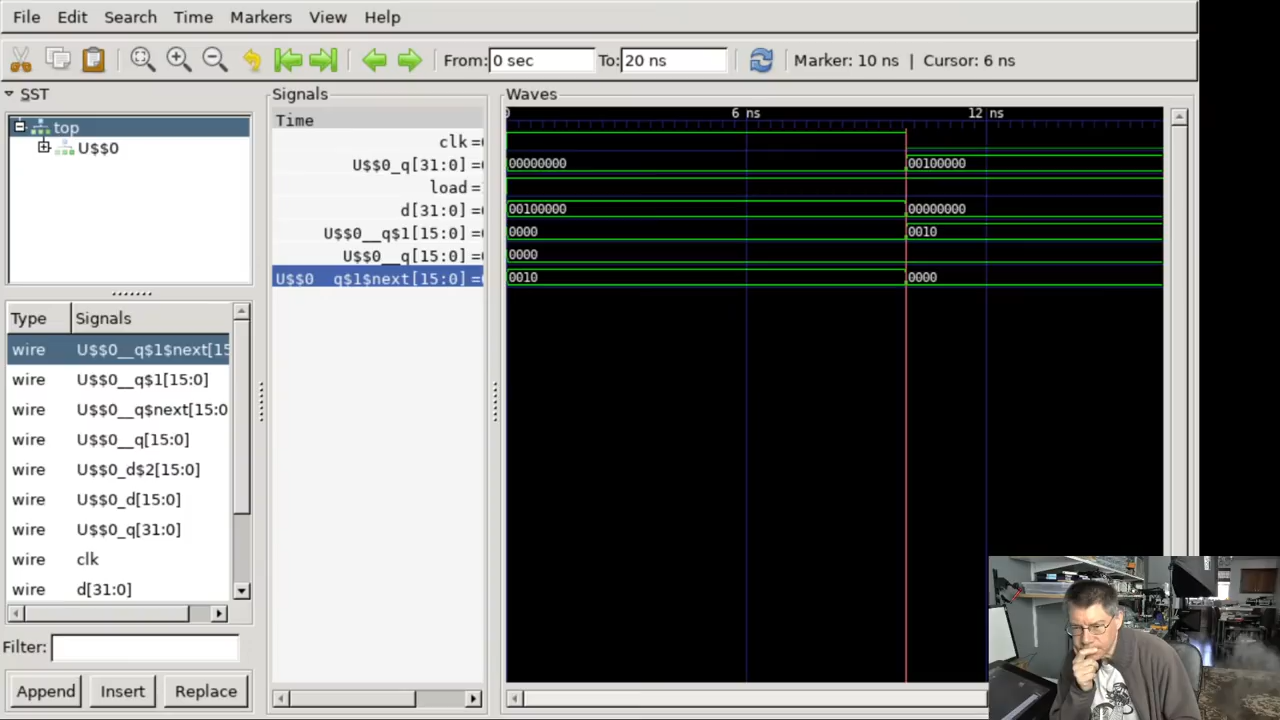 File Edit Search Time Markers View Help
From: 0 sec To: 20 ns Marker: 10 ns | Cursor: 6 ns
SST
top
U$$0
Type Signals
wire U$$0__q$1$next[15
wire U$$0__q$1[15:0]
wire U$$0__q$next[15:0
wire U$$0__q[15:0]
wire U$$0_d$2[15:0]
wire U$$0_d[15:0]
wire U$$0_q[31:0]
wire clk
wire d[31:0]
Filter:
Append Insert Replace
Signals
Time
clk=
U$$0_q[31:0] =
load=
d[31:0] =
U$$0__q$1[15:0] =
U$$0__q[15:0] =
U$$0__q$1$next[15:0] =
Waves
0 6 ns 12 ns
00000000 00100000
00100000 00000000
0000 0010
0000
0010 0000